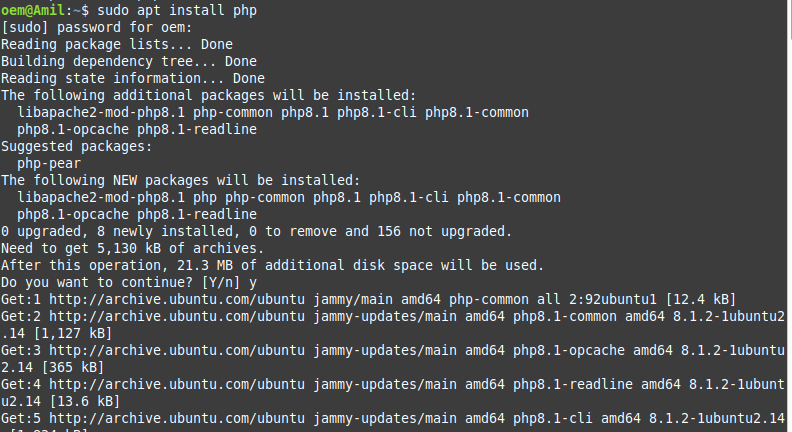 oem@Amil:~$ sudo apt install php
[sudo] password for oem:
Reading package lists... Done
Building dependency tree... Done
Reading state information... Done
The following additional packages will be installed:
  libapache2-mod-php8.1 php-common php8.1 php8.1-cli php8.1-common
  php8.1-opcache php8.1-readline
Suggested packages:
  php-pear
The following NEW packages will be installed:
  libapache2-mod-php8.1 php php-common php8.1 php8.1-cli php8.1-common
  php8.1-opcache php8.1-readline
0 upgraded, 8 newly installed, 0 to remove and 156 not upgraded.
Need to get 5,130 kB of archives.
After this operation, 21.3 MB of additional disk space will be used.
Do you want to continue? [Y/n] y
Get:1 http://archive.ubuntu.com/ubuntu jammy/main amd64 php-common all 2:92ubuntu1 [12.4 kB]
Get:2 http://archive.ubuntu.com/ubuntu jammy-updates/main amd64 php8.1-common amd64 8.1.2-1ubuntu2
.14 [1,127 kB]
Get:3 http://archive.ubuntu.com/ubuntu jammy-updates/main amd64 php8.1-opcache amd64 8.1.2-1ubuntu
2.14 [365 kB]
Get:4 http://archive.ubuntu.com/ubuntu jammy-updates/main amd64 php8.1-readline amd64 8.1.2-1ubunt
u2.14 [13.6 kB]
Get:5 http://archive.ubuntu.com/ubuntu jammy-updates/main amd64 php8.1-cli amd64 8.1.2-1ubuntu2.14